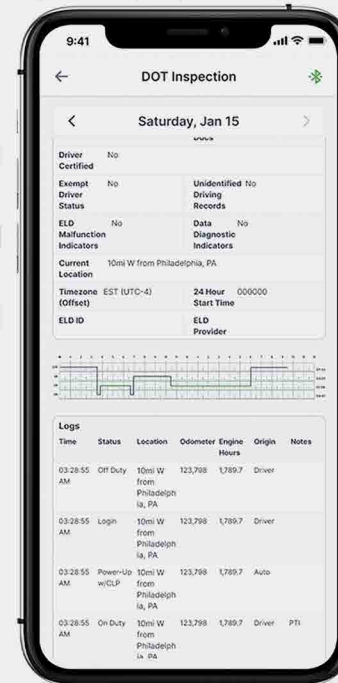 9:41
DOT Inspection
Saturday, Jan 15
Docs
Driver Certified No
Exempt Driver Status No Unidentified Driving Records No
ELD Malfunction Indicators No Data Diagnostic Indicators No
Current Location 10mi W from Philadelphia, PA
Timezone (Offset) EST (UTC-4) 24 Hour Start Time 000000
ELD ID ELD Provider
Logs
Time Status Location Odometer Engine Hours Origin Notes
03:28:55 AM Off Duty 10mi W from Philadelphia, PA 123,798 1,789.7 Driver
03:28:55 AM Login 10mi W from Philadelphia, PA 123,798 1,789.7 Driver
03:28:55 AM Power-Up w/CLP 10mi W from Philadelphia, PA 123,798 1,789.7 Auto
03:28:55 AM On Duty 10mi W from Philadelphia, PA 123,798 1,789.7 Driver PTI